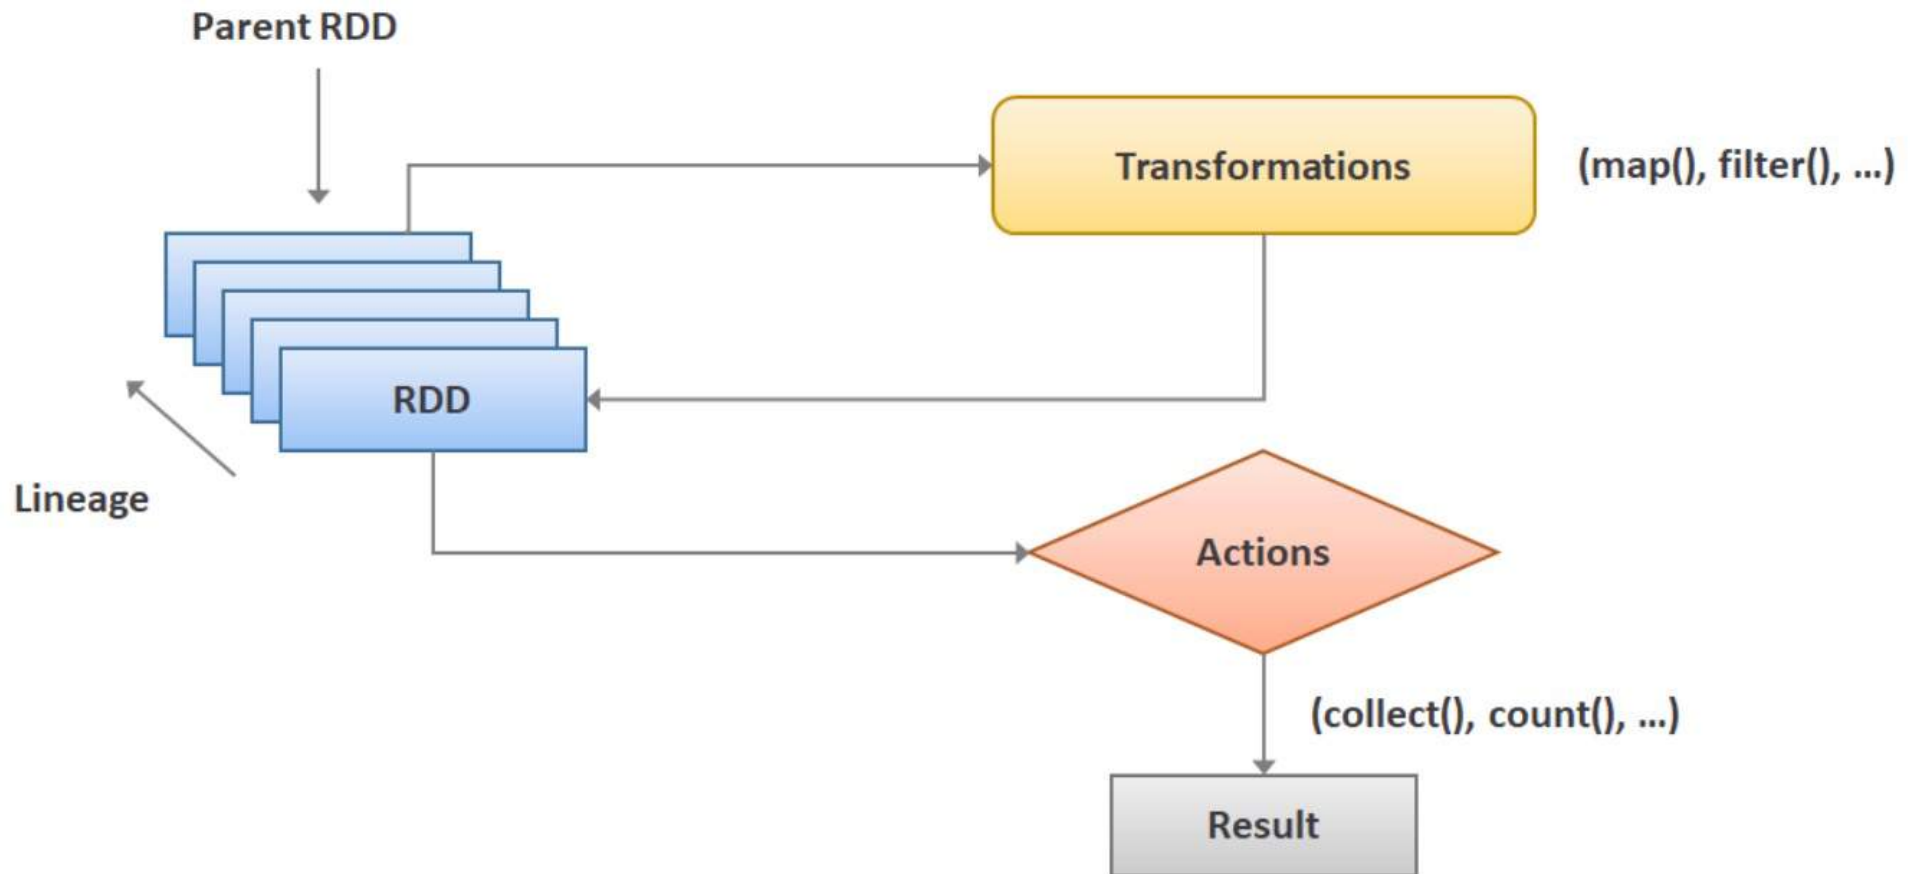 Parent RDD
Transformations
(map(), filter(), ...)
RDD
Lineage
Actions
(collect(), count(), ...)
Result